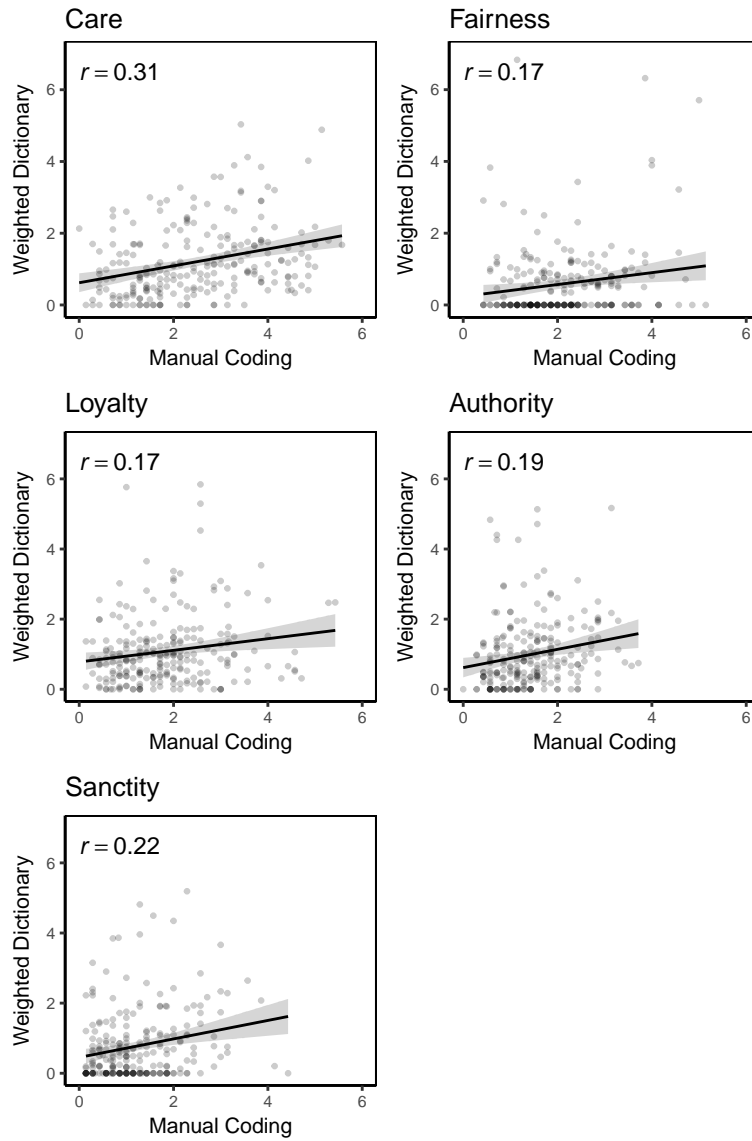 Care
r = 0.31
6
4
2
0
Weighted Dictionary
0 2 4 6
Manual Coding
Fairness
r = 0.17
6
4
2
0
Weighted Dictionary
0 2 4 6
Manual Coding
Loyalty
r = 0.17
6
4
2
0
Weighted Dictionary
0 2 4 6
Manual Coding
Authority
r = 0.19
6
4
2
0
Weighted Dictionary
0 2 4 6
Manual Coding
Sanctity
r = 0.22
6
4
2
0
Weighted Dictionary
0 2 4 6
Manual Coding